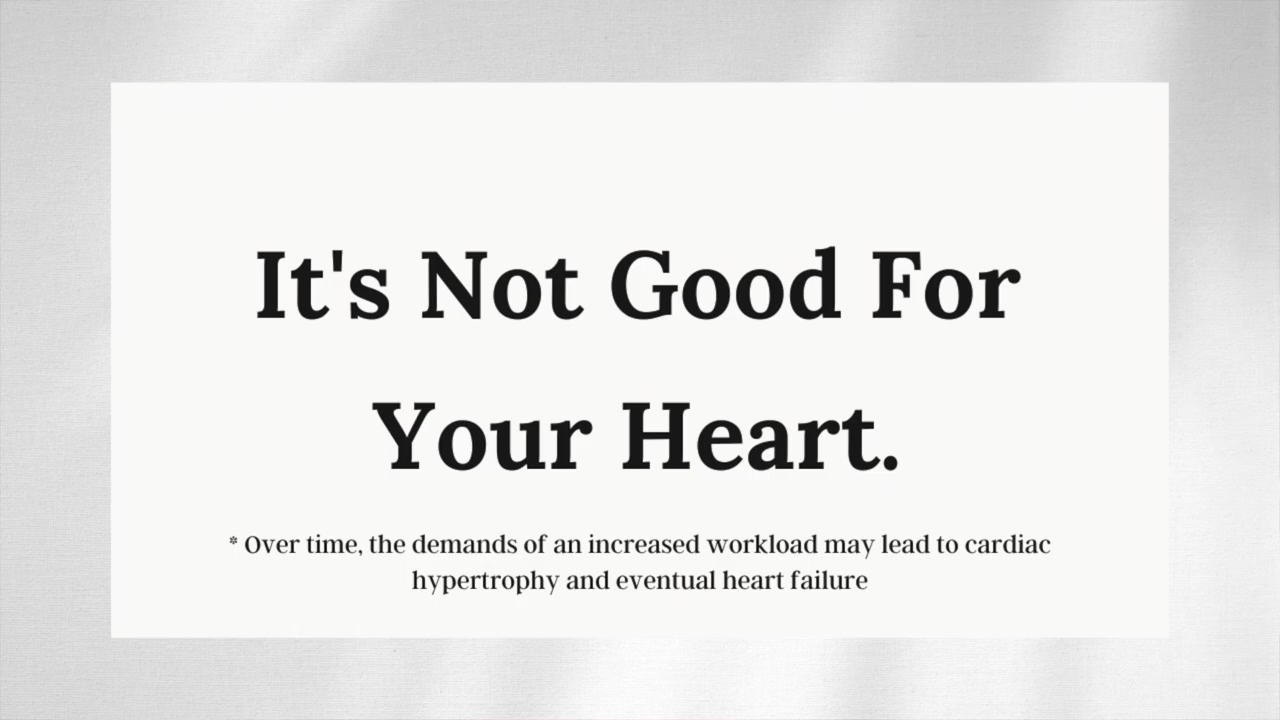 It's Not Good For
Your Heart.
* Over time, the demands of an increased workload may lead to cardiac
hypertrophy and eventual heart failure